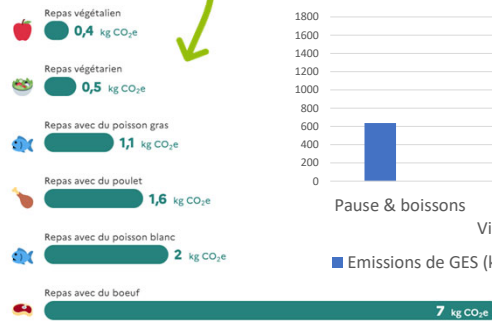 Repas végétalien
0,4 kg CO₂e
Repas végétarien
0,5 kg CO₂e
Repas avec du poisson gras
1,1 kg CO₂e
Repas avec du poulet
1,6 kg CO₂e
Repas avec du poisson blanc
2 kg CO₂e
Repas avec du boeuf
7 kg CO₂e
1800
1600
1400
1200
1000
800
600
400
200
0
Pause & boissons
Vi
Emissions de GES (k